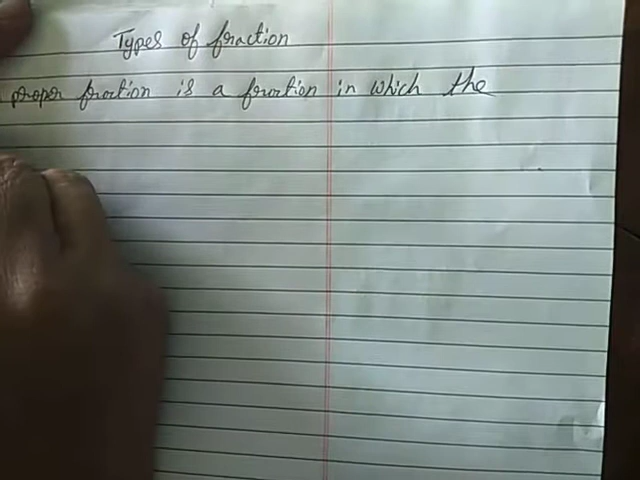 Types of fraction
proper fraction is a fraction in which the